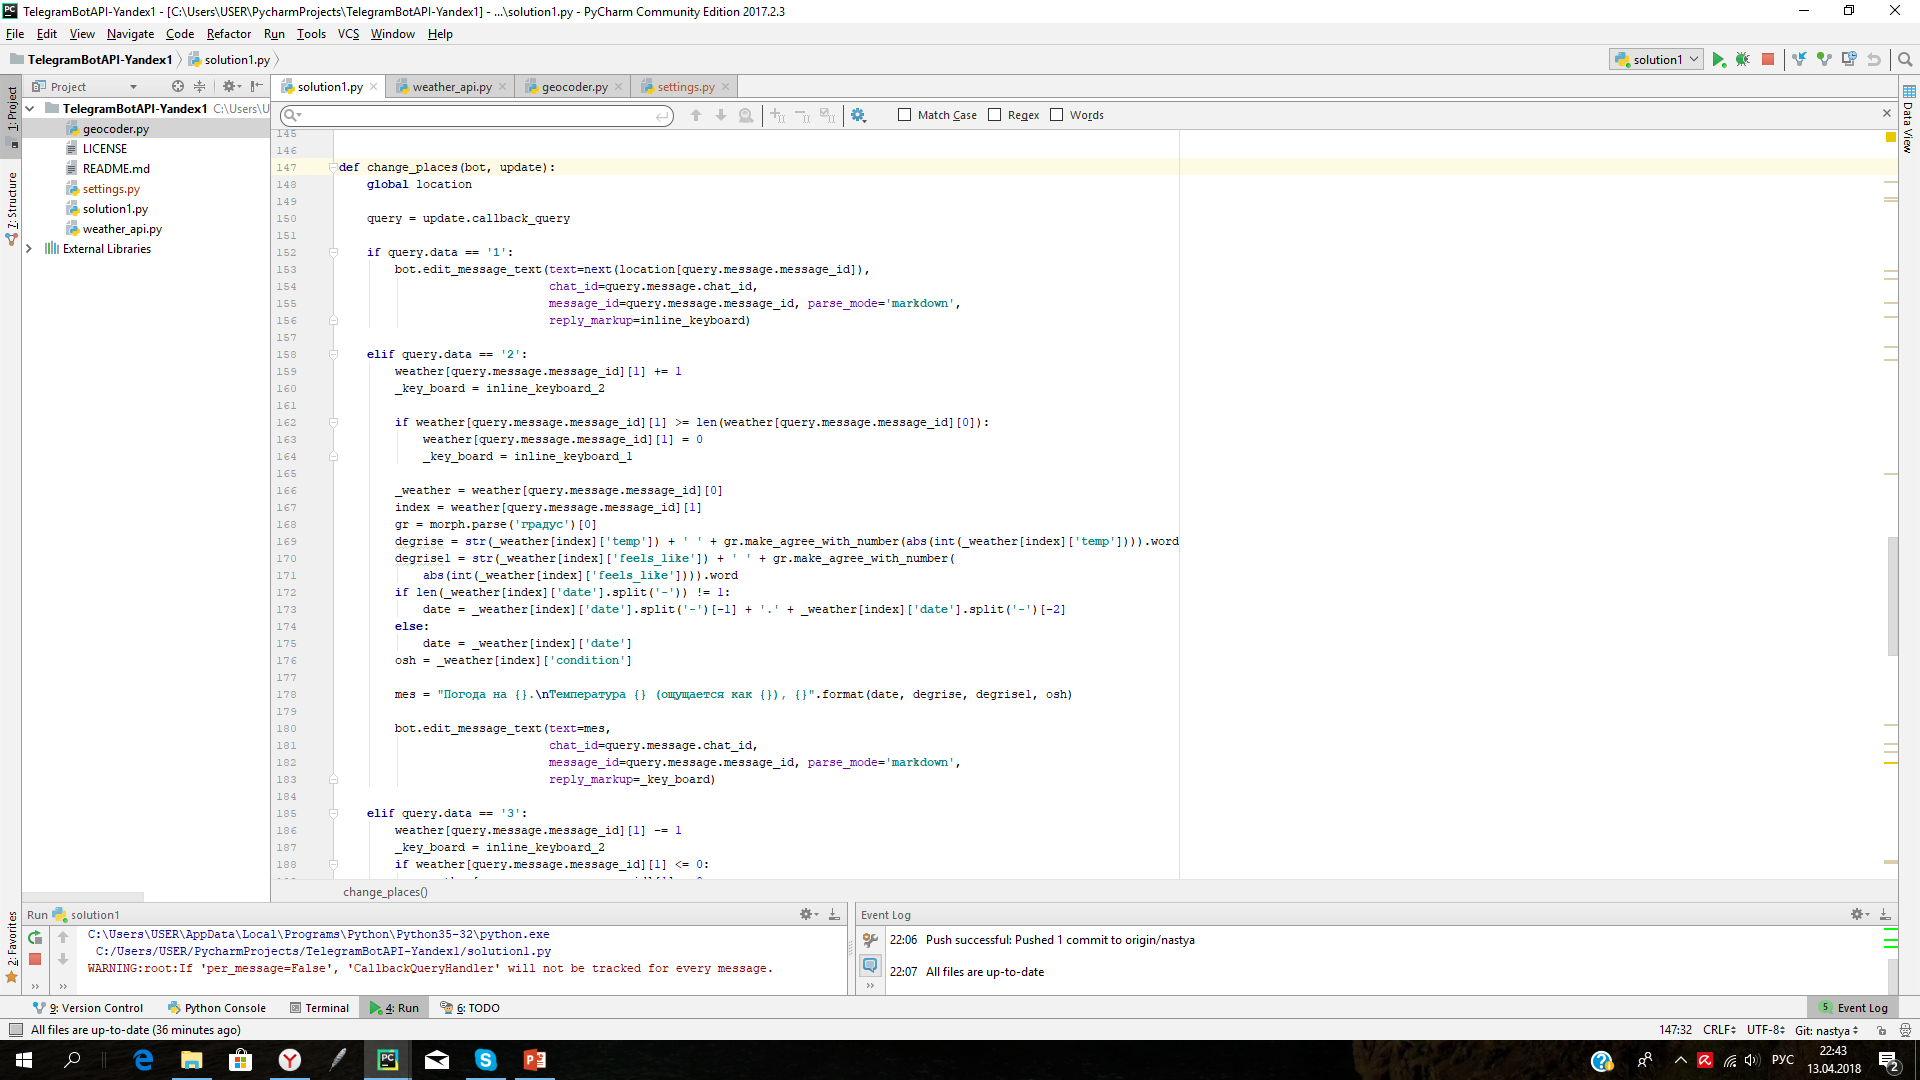 TelegramBotAPI-Yandex1 - [C:\Users\USER\PycharmProjects\TelegramBotAPI-Yandex1] - ...\solution1.py - PyCharm Community Edition 2017.2.3
File Edit View Navigate Code Refactor Run Tools VCS Window Help
TelegramBotAPI-Yandex1 solution1.py
solution1
Project
solution1.py weather_api.py geocoder.py settings.py
1: Project
7: Structure
2: Favorites
Data View
TelegramBotAPI-Yandex1 C:\Users\U
geocoder.py
LICENSE
README.md
settings.py
solution1.py
weather_api.py
External Libraries
Match Case Regex Words
145
146
147 def change_places(bot, update):
148 global location
149
150 query = update.callback_query
151
152 if query.data == '1':
153 bot.edit_message_text(text=next(location[query.message.message_id]),
154 chat_id=query.message.chat_id,
155 message_id=query.message.message_id, parse_mode='markdown',
156 reply_markup=inline_keyboard)
157
158 elif query.data == '2':
159 weather[query.message.message_id][1] += 1
160 _key_board = inline_keyboard_2
161
162 if weather[query.message.message_id][1] >= len(weather[query.message.message_id][0]):
163 weather[query.message.message_id][1] = 0
164 _key_board = inline_keyboard_1
165
166 _weather = weather[query.message.message_id][0]
167 index = weather[query.message.message_id][1]
168 gr = morph.parse('градус')[0]
169 degrise = str(_weather[index]['temp']) + ' ' + gr.make_agree_with_number(abs(int(_weather[index]['temp']))).word
170 degrise1 = str(_weather[index]['feels_like']) + ' ' + gr.make_agree_with_number(
171 abs(int(_weather[index]['feels_like']))).word
172 if len(_weather[index]['date'].split('-')) != 1:
173 date = _weather[index]['date'].split('-')[-1] + '.' + _weather[index]['date'].split('-')[-2]
174 else:
175 date = _weather[index]['date']
176 osh = _weather[index]['condition']
177
178 mes = "Погода на {}.\nТемпература {} (ощущается как {}), {}".format(date, degrise, degrise1, osh)
179
180 bot.edit_message_text(text=mes,
181 chat_id=query.message.chat_id,
182 message_id=query.message.message_id, parse_mode='markdown',
183 reply_markup=_key_board)
184
185 elif query.data == '3':
186 weather[query.message.message_id][1] -= 1
187 _key_board = inline_keyboard_2
188 if weather[query.message.message_id][1] <= 0:
change_places()
Run solution1
C:\Users\USER\AppData\Local\Programs\Python\Python35-32\python.exe
C:/Users/USER/PycharmProjects/TelegramBotAPI-Yandex1/solution1.py
WARNING:root:If 'per_message=False', 'CallbackQueryHandler' will not be tracked for every message.
Event Log
22:06 Push successful: Pushed 1 commit to origin/nastya
22:07 All files are up-to-date
9: Version Control Python Console Terminal 4: Run 6: TODO
5 Event Log
All files are up-to-date (36 minutes ago)
147:32 CRLF UTF-8 Git: nastya
РУС
22:43
13.04.2018
2